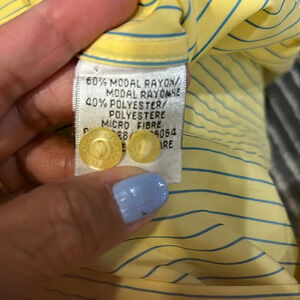 60% MODAL RAYON/
MODAL RAYONNE
40% POLYESTER/
POLYESTERE
MICRO FIBRE